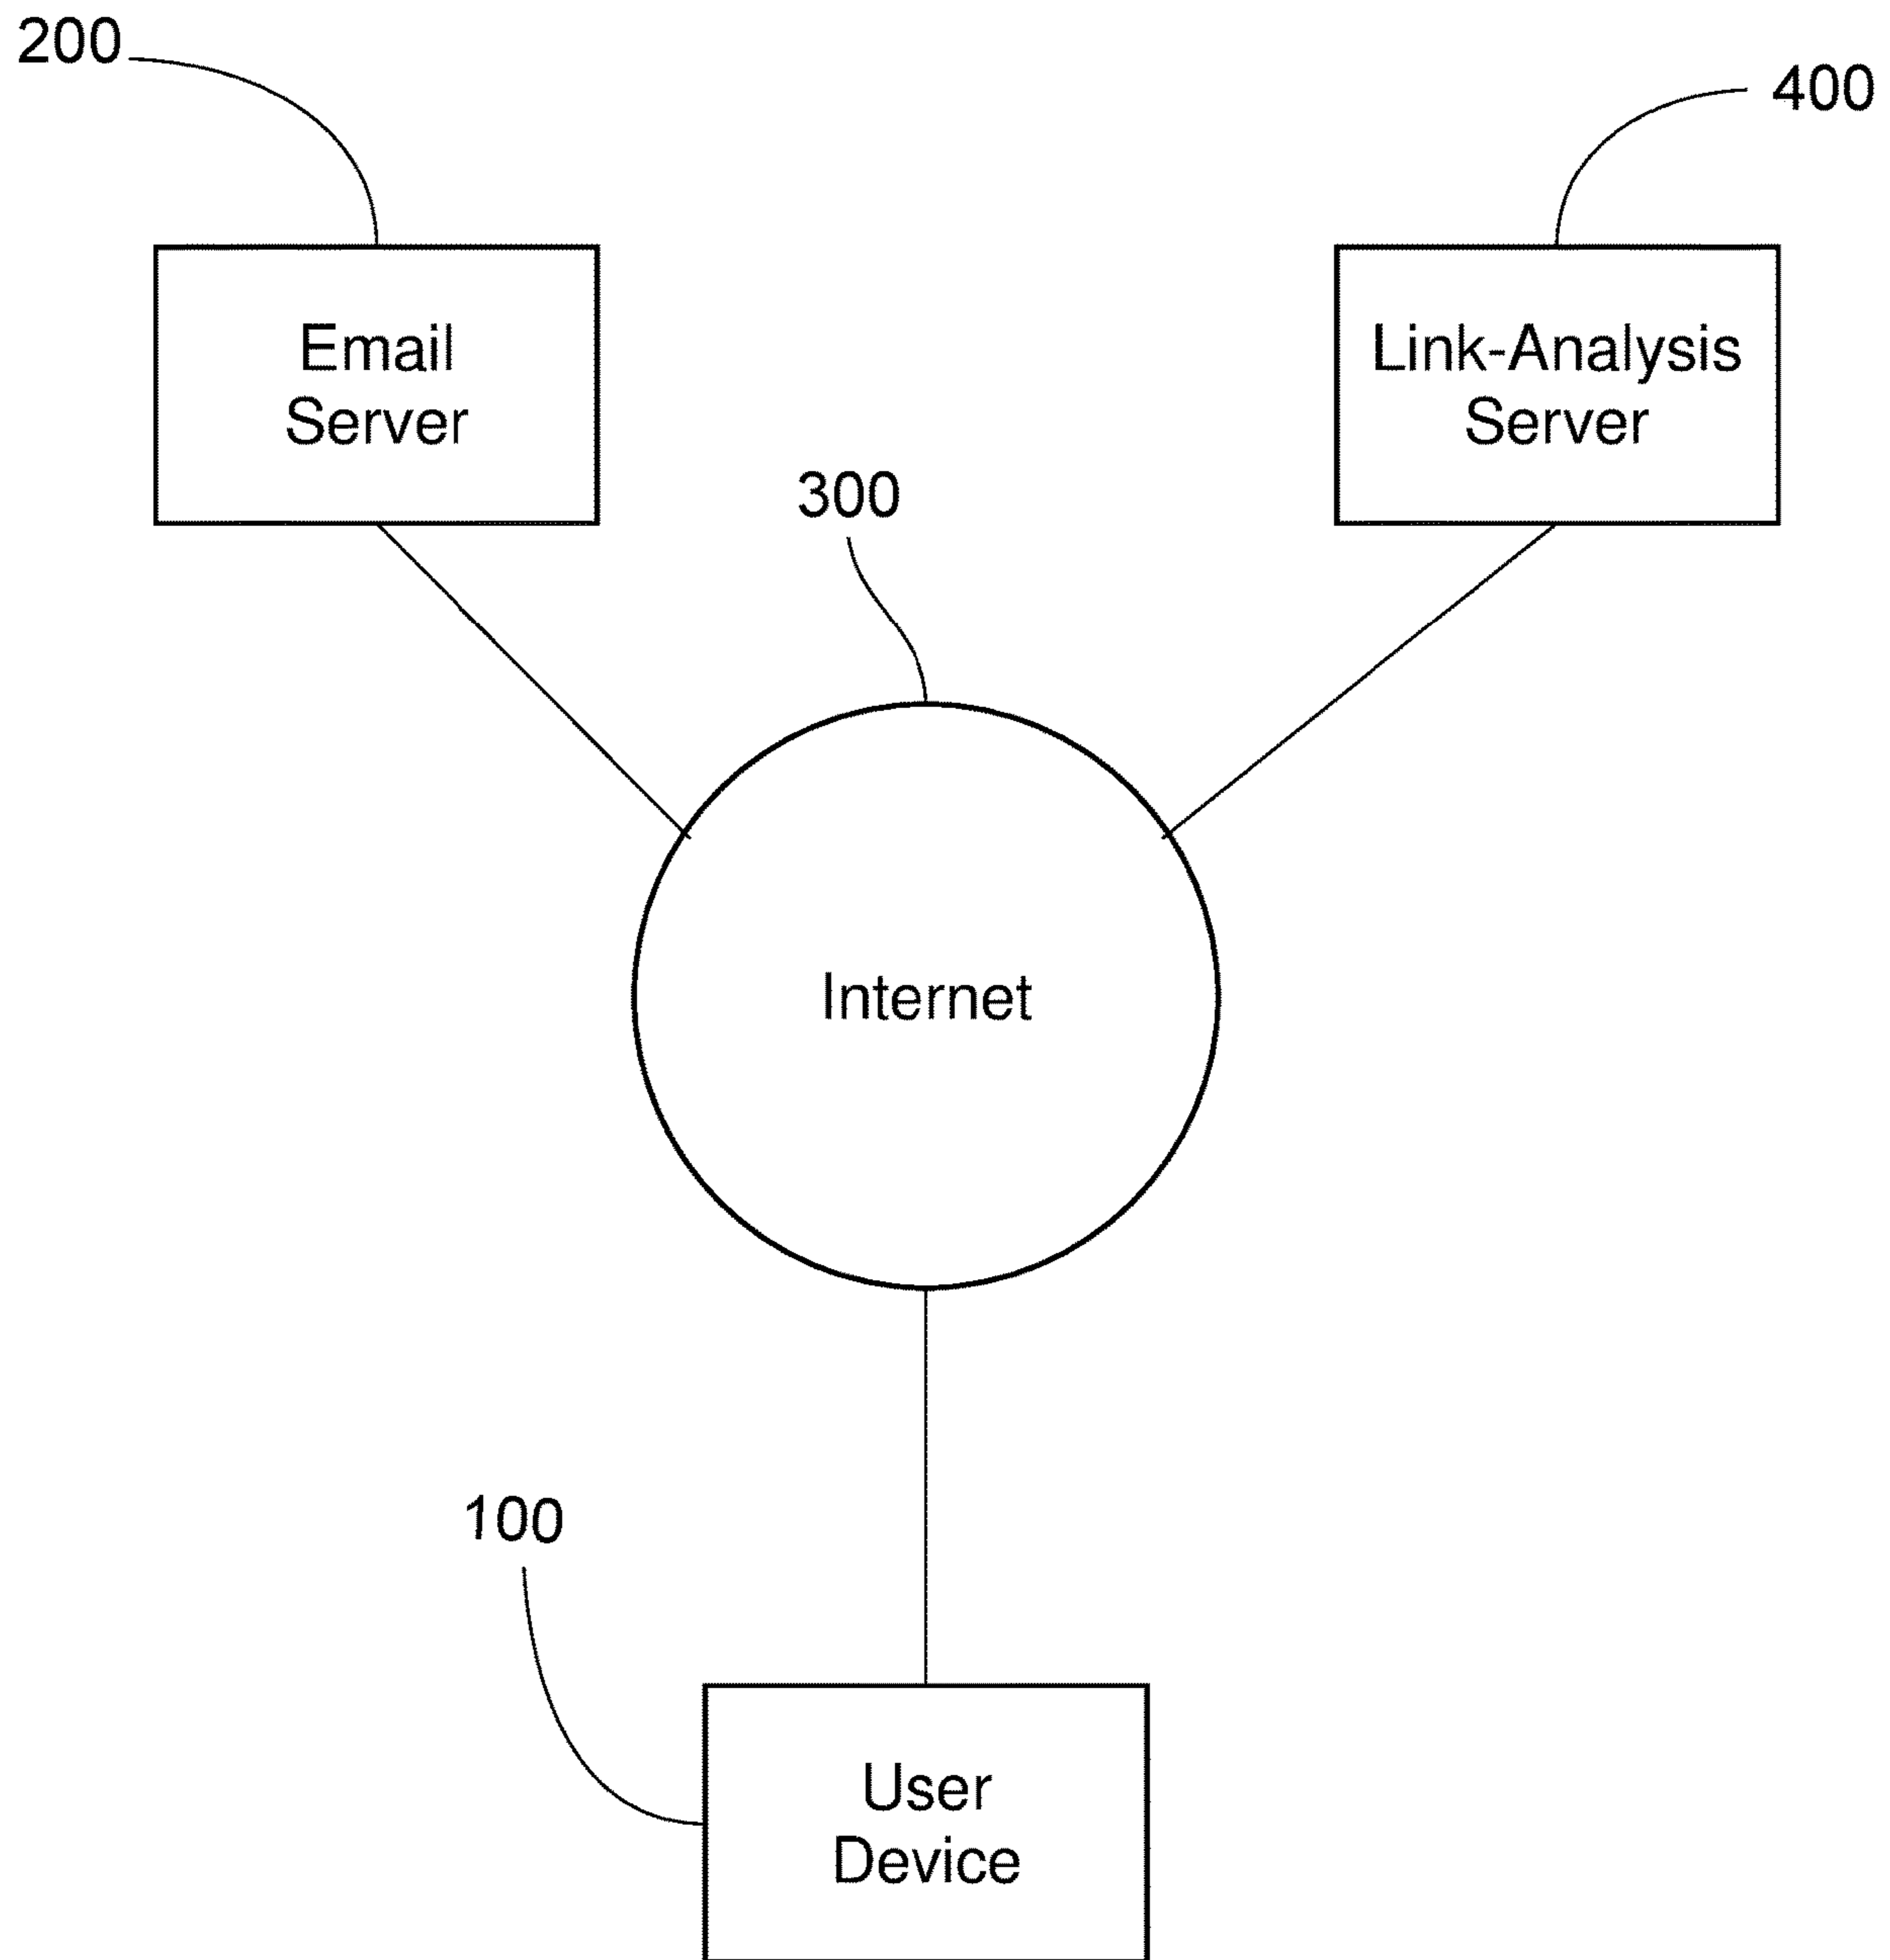 200
400
Email
Server
Link-Analysis
Server
300
Internet
100
User
Device